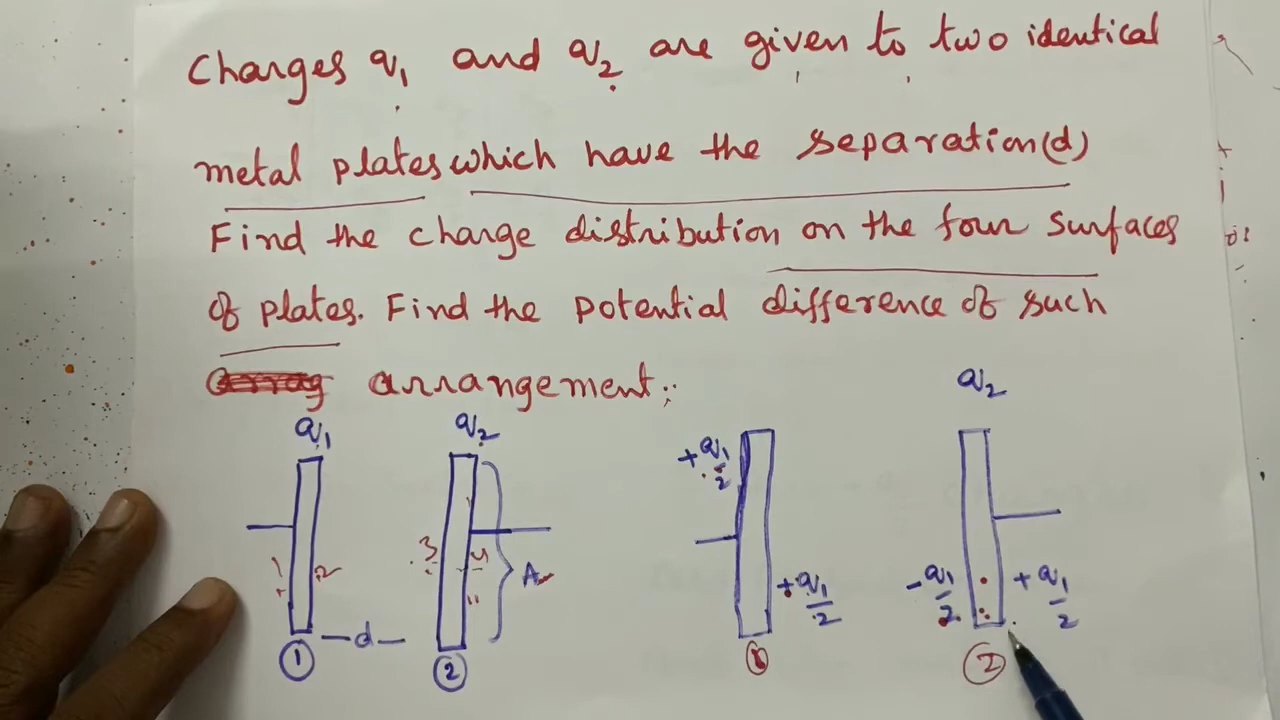 Charges q1 and q2 are given to two identical
metal plates which have the separation(d)
Find the charge distribution on the four surfaces
of plates. Find the potential difference of such
arrangement:
q1 q2 q2
+q1/2
1 2 3 4 A
+q1/2 -q1/2 +q1/2
-d-
1 2 1 2